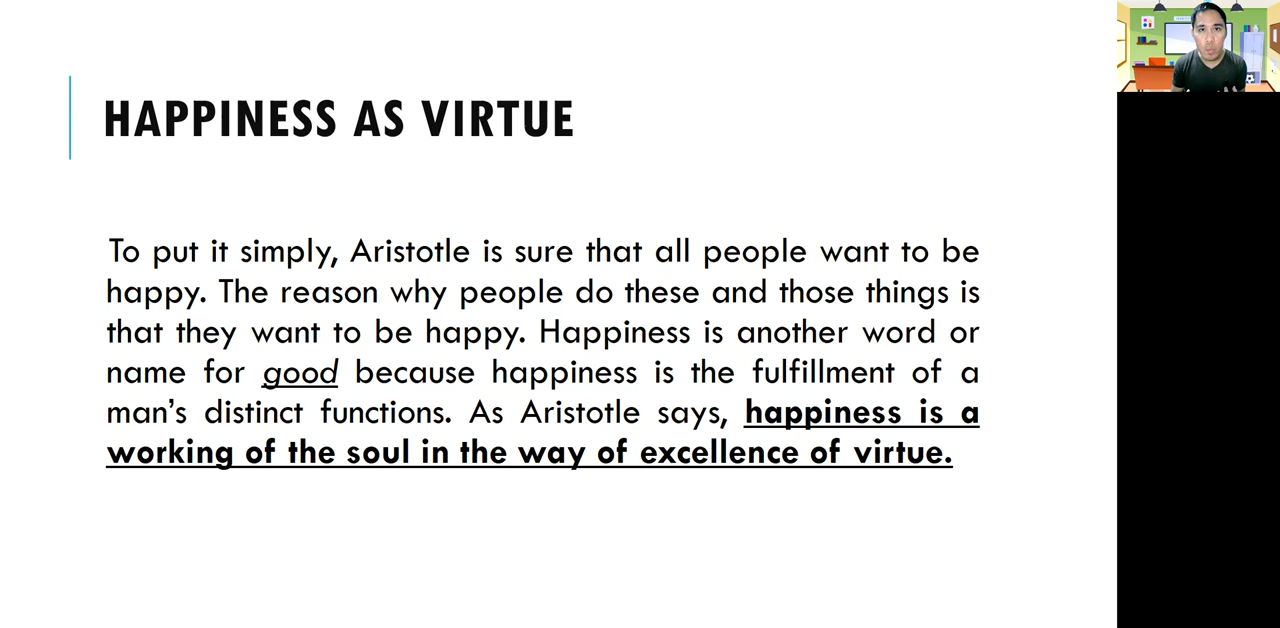 HAPPINESS AS VIRTUE
To put it simply, Aristotle is sure that all people want to be
happy. The reason why people do these and those things is
that they want to be happy. Happiness is another word or
name for good because happiness is the fulfillment of a
man’s distinct functions. As Aristotle says, happiness is a
working of the soul in the way of excellence of virtue.